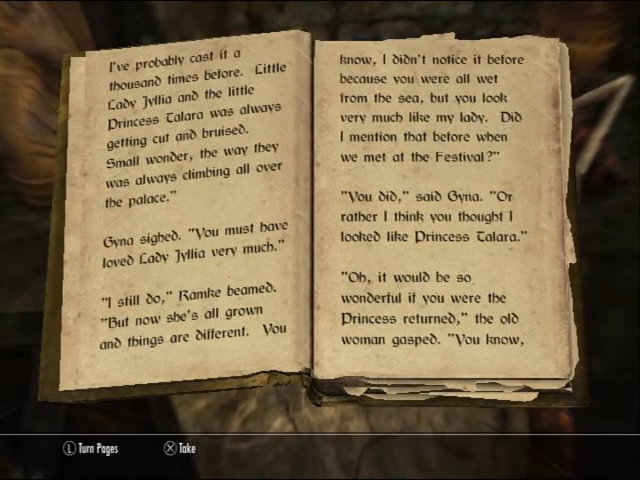 I've probably cast it a
thousand times before. Little
Lady Jyllia and the little
Princess Talara was always
getting cut and bruised.
Small wonder, the way they
was always climbing all over
the palace."
Gyna sighed. "You must have
loved Lady Jyllia very much."
"I still do," Ramke beamed.
"But now she's all grown
and things are different. You
know, I didn't notice it before
because you were all wet
from the sea, but you look
very much like my lady. Did
I mention that before when
we met at the Festival?"
"You did," said Gyna. "Or
rather I think you thought I
looked like Princess Talara."
"Oh, it would be so
wonderful if you were the
Princess returned," the old
woman gasped. "You know,
L Turn Pages
X Take